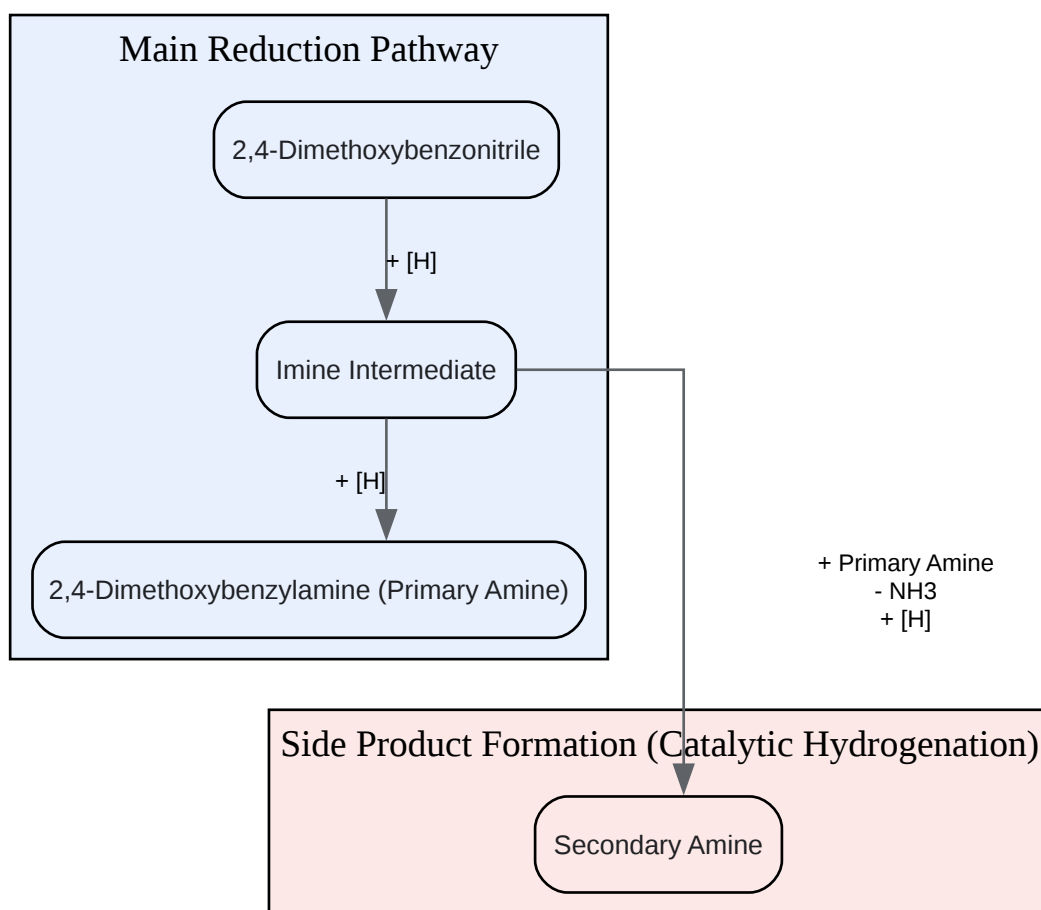 Main Reduction Pathway
2,4-Dimethoxybenzonitrile
+ [H]
Imine Intermediate
+ [H]
2,4-Dimethoxybenzylamine (Primary Amine)
+ Primary Amine
- NH3
+ [H]
Side Product Formation (Catalytic Hydrogenation)
Secondary Amine